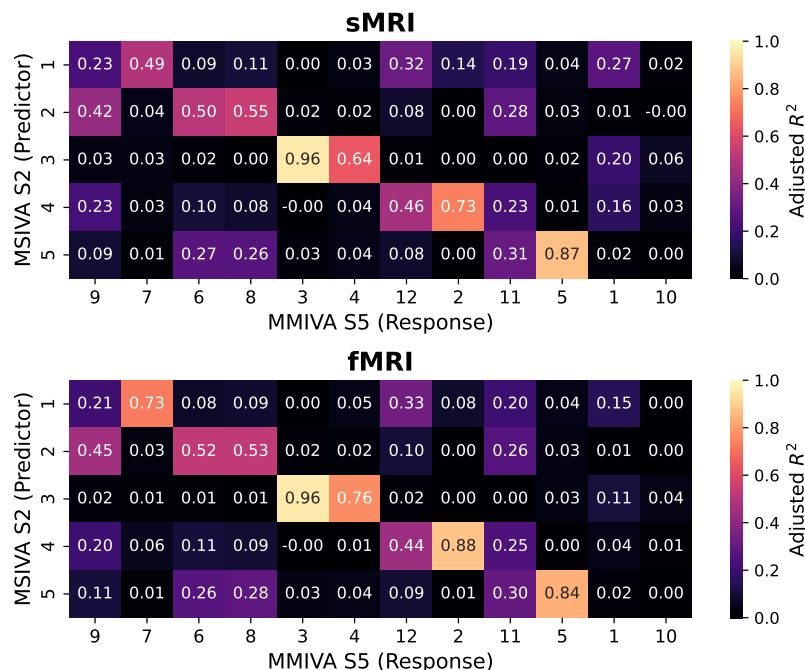 sMRI
MSIVA S2 (Predictor)
1 0.23 0.49 0.09 0.11 0.00 0.03 0.32 0.14 0.19 0.04 0.27 0.02
2 0.42 0.04 0.50 0.55 0.02 0.02 0.08 0.00 0.28 0.03 0.01 -0.00
3 0.03 0.03 0.02 0.00 0.96 0.64 0.01 0.00 0.00 0.02 0.20 0.06
4 0.23 0.03 0.10 0.08 -0.00 0.04 0.46 0.73 0.23 0.01 0.16 0.03
5 0.09 0.01 0.27 0.26 0.03 0.04 0.08 0.00 0.31 0.87 0.02 0.00
9 7 6 8 3 4 12 2 11 5 1 10
MMIVA S5 (Response)
1.0
0.8
0.6
0.4
0.2
0.0
Adjusted R²
fMRI
MSIVA S2 (Predictor)
1 0.21 0.73 0.08 0.09 0.00 0.05 0.33 0.08 0.20 0.04 0.15 0.00
2 0.45 0.03 0.52 0.53 0.02 0.02 0.10 0.00 0.26 0.03 0.01 0.00
3 0.02 0.01 0.01 0.01 0.96 0.76 0.02 0.00 0.00 0.03 0.11 0.04
4 0.20 0.06 0.11 0.09 -0.00 0.01 0.44 0.88 0.25 0.00 0.04 0.01
5 0.11 0.01 0.26 0.28 0.03 0.04 0.09 0.01 0.30 0.84 0.02 0.00
9 7 6 8 3 4 12 2 11 5 1 10
MMIVA S5 (Response)
1.0
0.8
0.6
0.4
0.2
0.0
Adjusted R²